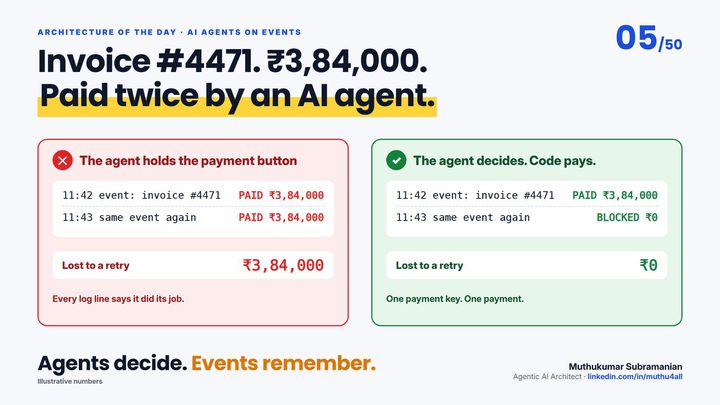 ARCHITECTURE OF THE DAY · AI AGENTS ON EVENTS
05/50
Invoice #4471. ₹3,84,000.
Paid twice by an AI agent.
The agent holds the payment button
11:42 event: invoice #4471 PAID ₹3,84,000
11:43 same event again PAID ₹3,84,000
Lost to a retry ₹3,84,000
Every log line says it did its job.
The agent decides. Code pays.
11:42 event: invoice #4471 PAID ₹3,84,000
11:43 same event again BLOCKED ₹0
Lost to a retry ₹0
One payment key. One payment.
Agents decide. Events remember.
Illustrative numbers
Muthukumar Subramanian
Agentic AI Architect · linkedin.com/in/muthu4all